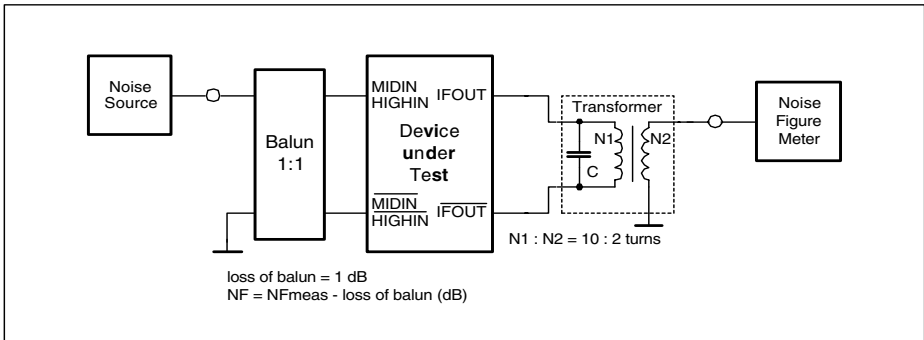 Noise
Source
Balun
1:1
MIDIN
HIGHIN
IFOUT
Device
under
Test
MIDIN
HIGHIN
IFOUT
Transformer
N1
N2
C
Noise
Figure
Meter
N1 : N2 = 10 : 2 turns
loss of balun = 1 dB
NF = NFmeas - loss of balun (dB)